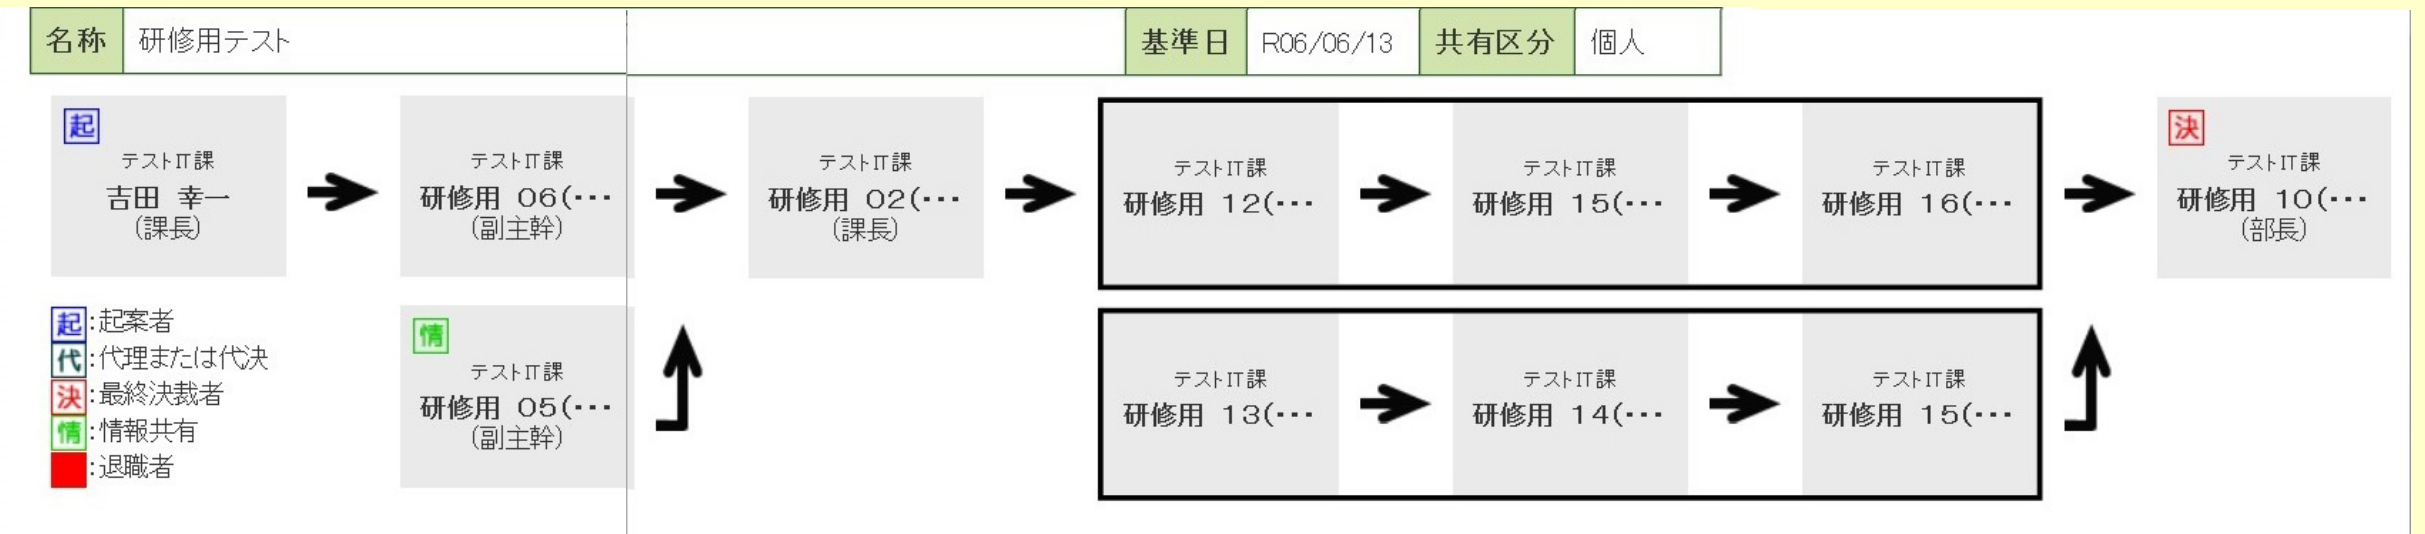 名称 研修用テスト 基準日 R06/06/13 共有区分 個人
起
テストIT課
吉田 幸一
(課長)
テストIT課
研修用 06(･･･
(副主幹)
テストIT課
研修用 02(･･･
(課長)
テストIT課
研修用 12(･･･
テストIT課
研修用 15(･･･
テストIT課
研修用 16(･･･
決
テストIT課
研修用 10(･･･
(部長)
情
テストIT課
研修用 05(･･･
(副主幹)
テストIT課
研修用 13(･･･
テストIT課
研修用 14(･･･
テストIT課
研修用 15(･･･
起:起案者
代:代理または代決
決:最終決裁者
情:情報共有
:退職者